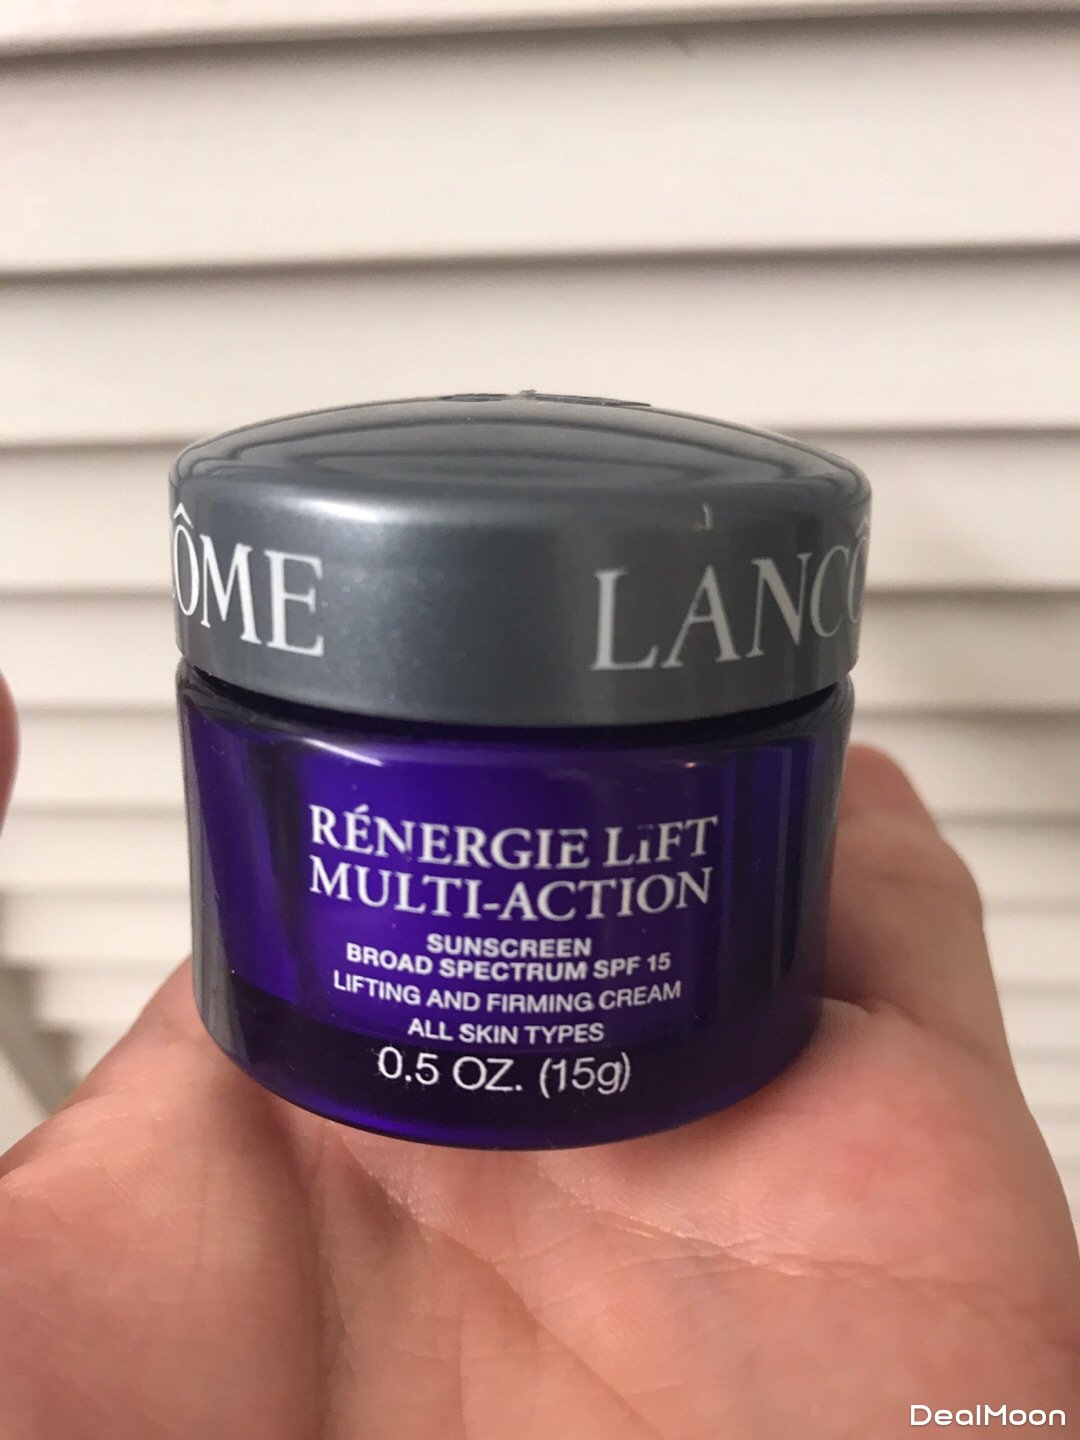 ÔME LANCÔ
RÉNERGIE LIFT
MULTI-ACTION
SUNSCREEN
BROAD SPECTRUM SPF 15
LIFTING AND FIRMING CREAM
ALL SKIN TYPES
0.5 OZ. (15g)
DealMoon